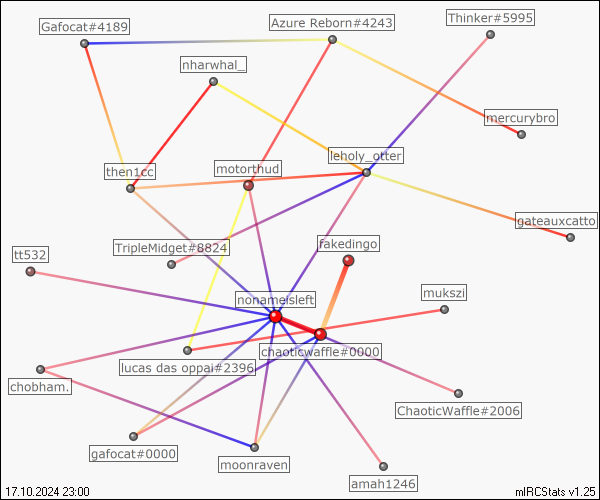 Thinker#5995
Azure Reborn#4243
Gafocat#4189
nharwhal_
mercurybro
leholy_otter
motorthud
then1cc
gateauxcatto
fakedingo
TripleMidget#8824
tt532
nonameisleft
mukszi
chaoticwaffle#0000
lucas das oppai#2396
chobham.
ChaoticWaffle#2006
gafocat#0000
moonraven
amah1246
17.10.2024 23:00
mIRCStats v1.25